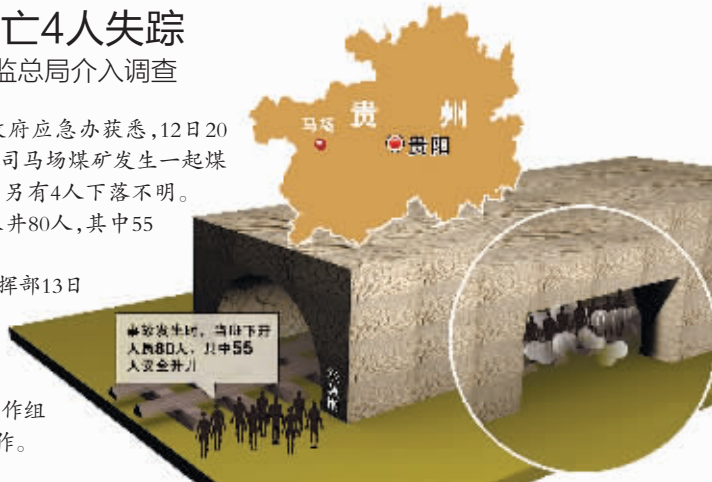 亡4人失踪
监总局介入调查
府应急办获悉,12日20
司马场煤矿发生一起煤
另有4人下落不明。
井80人,其中55
挥部13日
作组
作。
贵 州
马场
贵阳
事故发生时，当班下井
人员80人，其中55
人安全升井